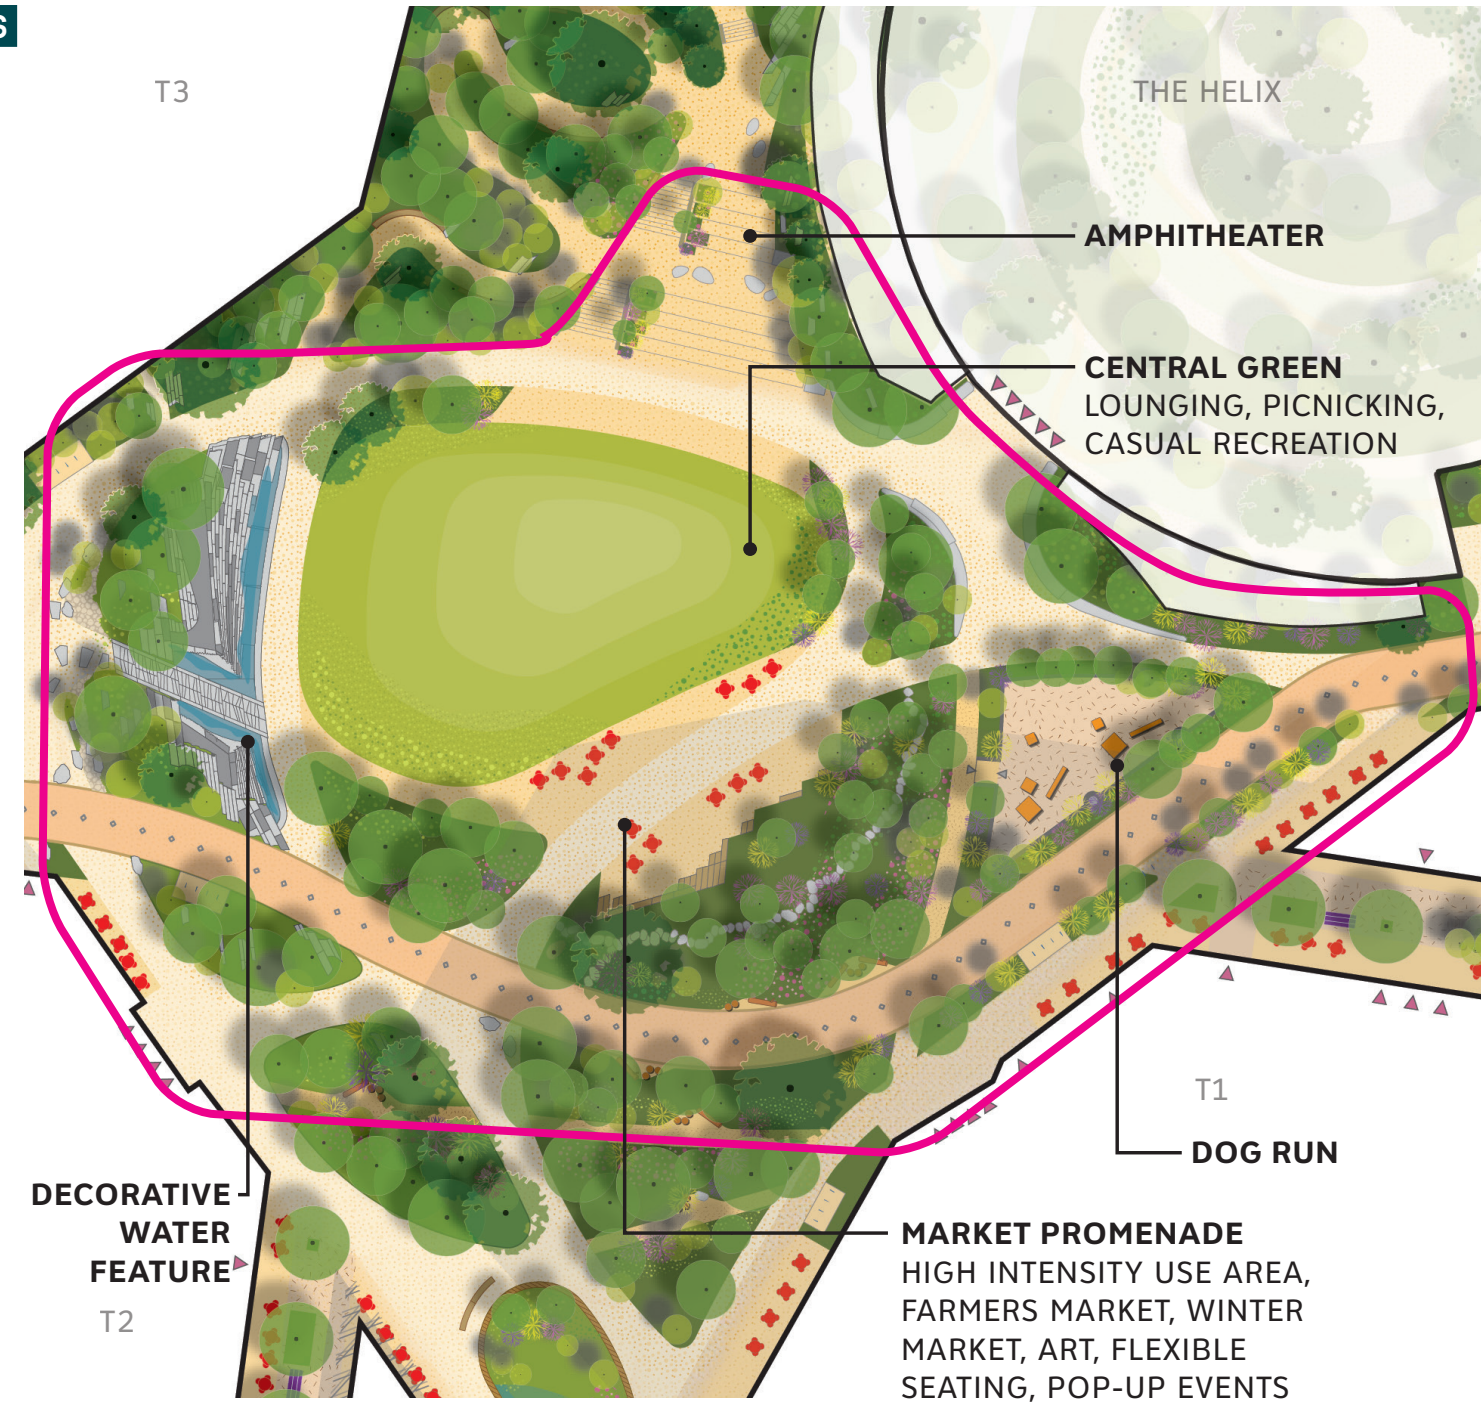 S
T3
THE HELIX
AMPHITHEATER
CENTRAL GREEN
LOUNGING, PICNICKING,
CASUAL RECREATION
T1
DOG RUN
DECORATIVE
WATER
FEATURE
T2
MARKET PROMENADE
HIGH INTENSITY USE AREA,
FARMERS MARKET, WINTER
MARKET, ART, FLEXIBLE
SEATING, POP-UP EVENTS